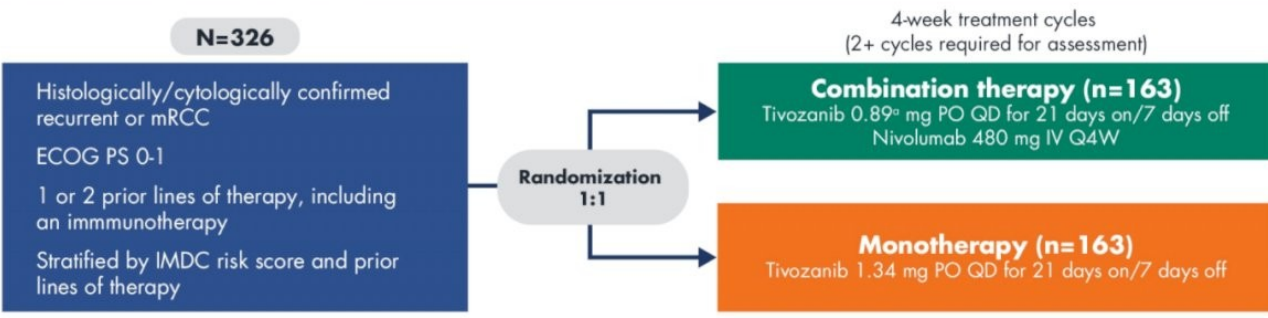 N=326
Histologically/cytologically confirmed
recurrent or mRCC
ECOG PS 0-1
1 or 2 prior lines of therapy, including
an immmunotherapy
Stratified by IMDC risk score and prior
lines of therapy
Randomization
1:1
4-week treatment cycles
(2+ cycles required for assessment)
Combination therapy (n=163)
Tivozanib 0.89ᵃ mg PO QD for 21 days on/7 days off
Nivolumab 480 mg IV Q4W
Monotherapy (n=163)
Tivozanib 1.34 mg PO QD for 21 days on/7 days off